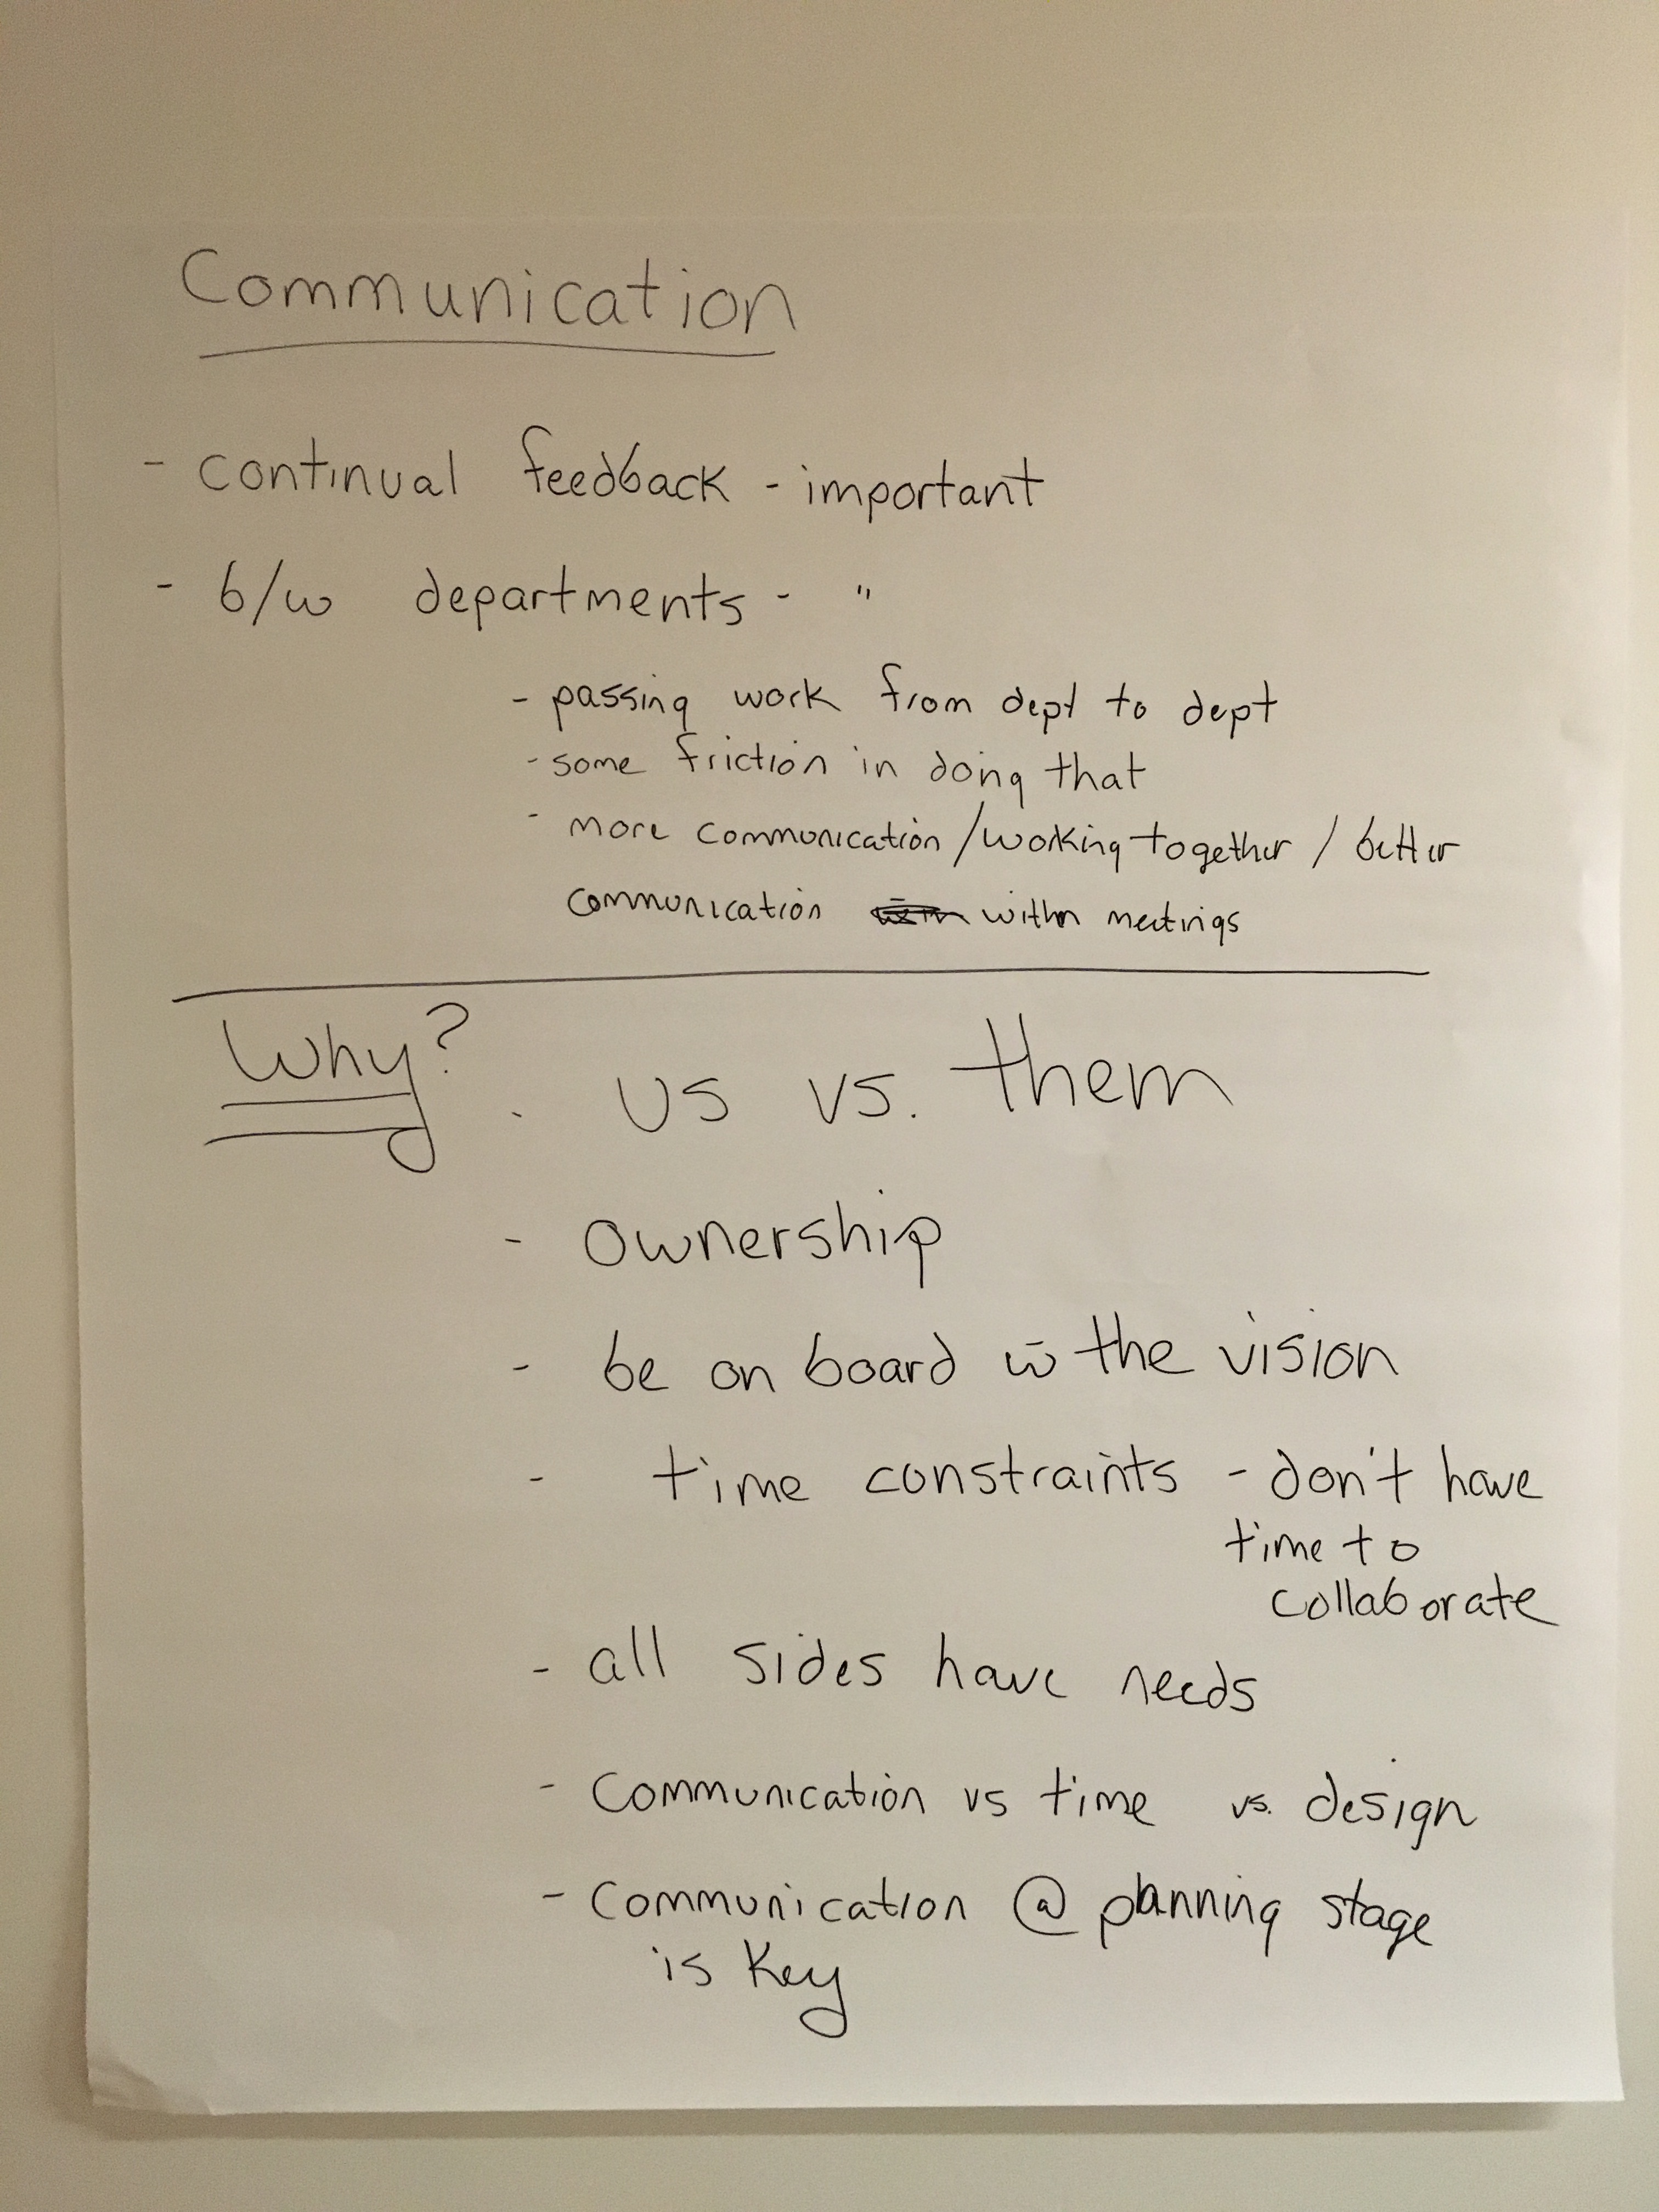 Communication
- continual feedback - important
- b/w departments - "
- passing work from dept to dept
- some friction in doing that
- more communication / working together / better
communication within meetings
Why? · us vs. them
- ownership
- be on board w̄ the vision
- time constraints - don't have
time to
collaborate
- all sides have needs
- communication vs time vs. design
- communication @ planning stage
is key